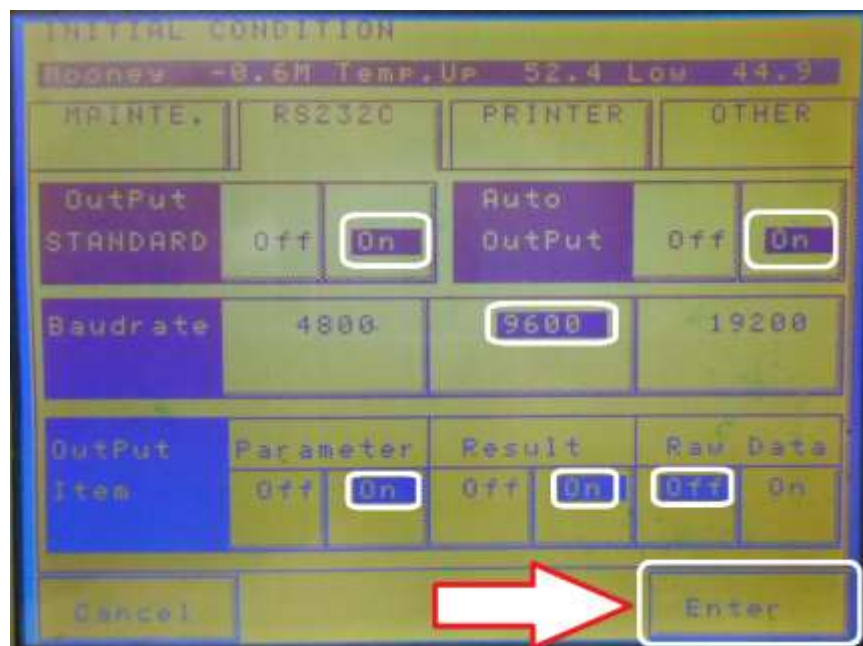 INITIAL CONDITION
Mooney -0.6M Temp.Up 52.4 Low 44.9
MAINTE. RS232C PRINTER OTHER
OutPut STANDARD Off On
Auto OutPut Off On
Baudrate 4800 9600 19200
OutPut Item
Parameter Result Raw Data
Off On Off On Off On
Cancel Enter